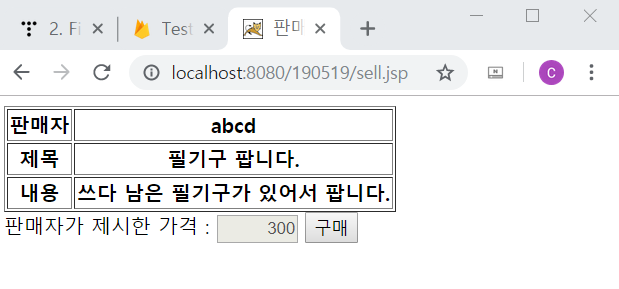 2. Fi
Test
판매
localhost:8080/190519/sell.jsp
C
판매자 abcd
제목 필기구 팝니다.
내용 쓰다 남은 필기구가 있어서 팝니다.
판매자가 제시한 가격 : 300 구매